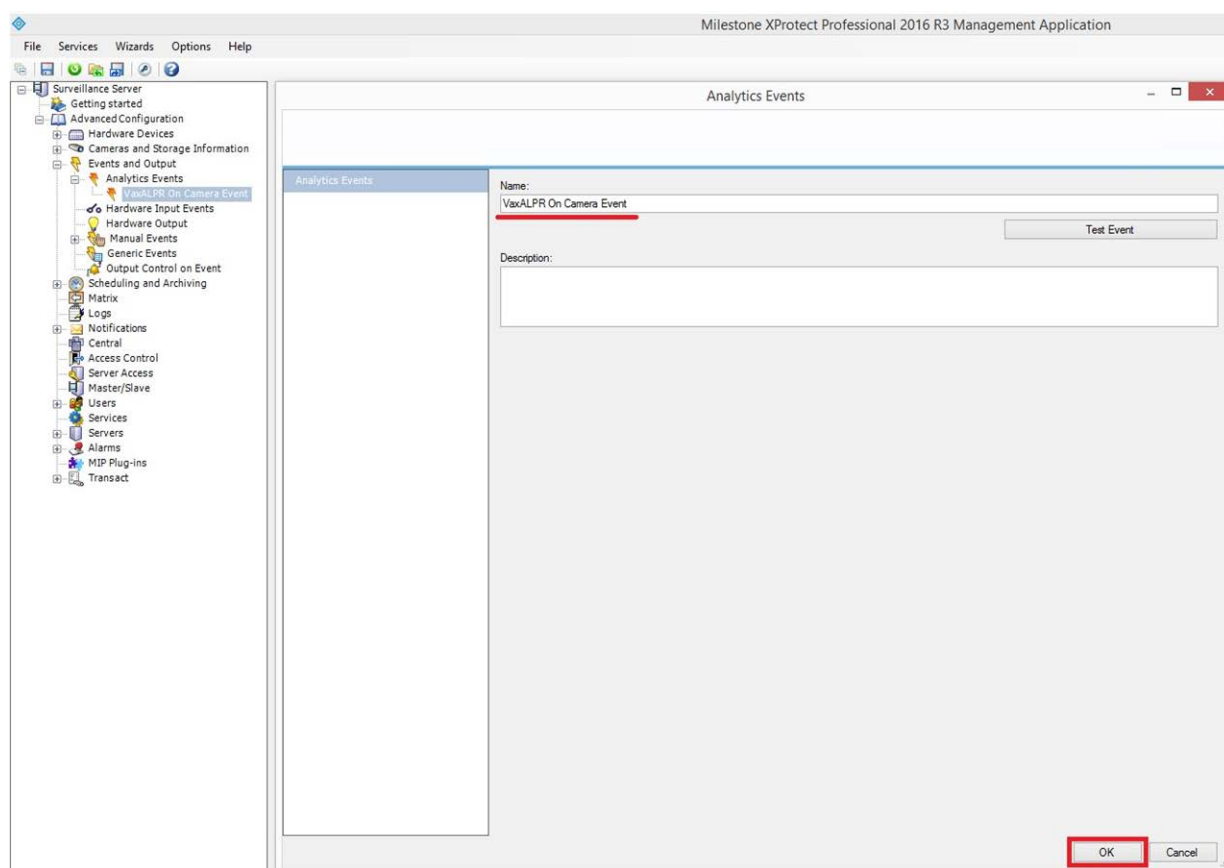 Milestone XProtect Professional 2016 R3 Management Application
File Services Wizards Options Help
Surveillance Server
Getting started
Advanced Configuration
Hardware Devices
Cameras and Storage Information
Events and Output
Analytics Events
VaxALPR On Camera Event
Hardware Input Events
Hardware Output
Manual Events
Generic Events
Output Control on Event
Scheduling and Archiving
Matrix
Logs
Notifications
Central
Access Control
Server Access
Master/Slave
Users
Services
Servers
Alarms
MIP Plug-ins
Transact
Analytics Events
Analytics Events
Name:
VaxALPR On Camera Event
Test Event
Description:
OK Cancel